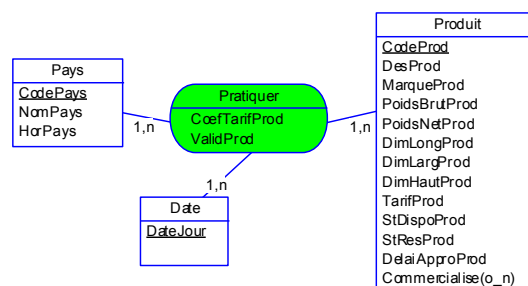 Produit
CodeProd
DesProd
MarqueProd
PoidsBrutProd
PoidsNetProd
DimLongProd
DimLargProd
DimHautProd
TarifProd
StDispoProd
StResProd
DelaiApproProd
Commercialise(o_n)
Pays
CodePays
NomPays
HorPays
Pratiquer
CoefTarifProd
ValidProd
1,n
1,n
1,n
Date
DateJour